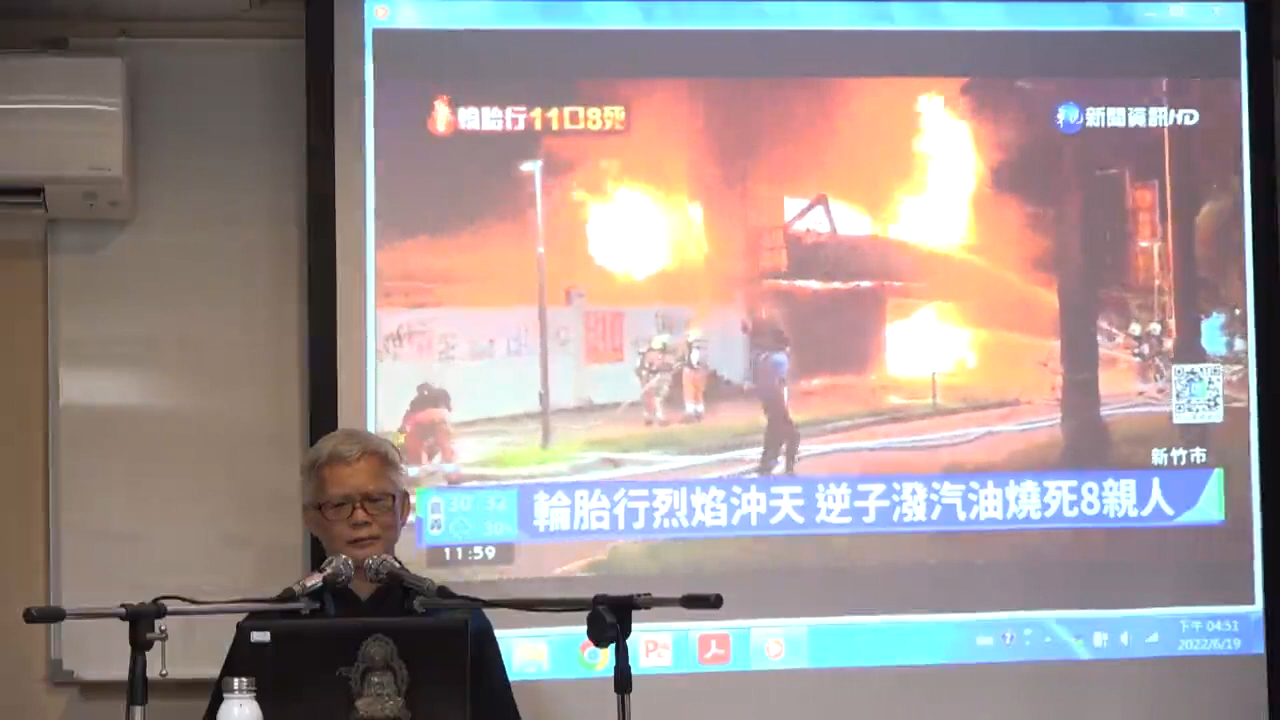 輪胎行11口8死
新聞資訊HD
新竹市
30 32
30%
輪胎行烈焰沖天 逆子潑汽油燒死8親人
11:59
下午 04:51
2022/6/19